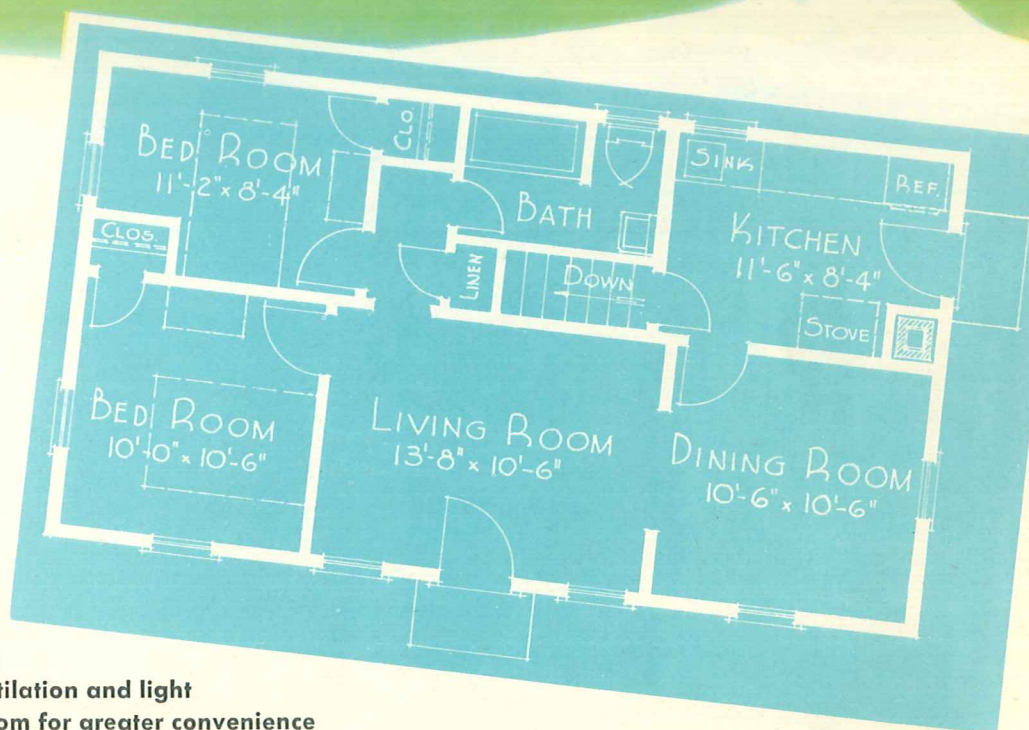 CLO.
BED ROOM
11'-2" x 8'-4"
SINK
REF.
BATH
KITCHEN
11'-6" x 8'-4"
CLOS.
LINEN
DOWN
STOVE
BED ROOM
10'-0" x 10'-6"
LIVING ROOM
13'-8" x 10'-6"
DINING ROOM
10'-6" x 10'-6"
and light
for greater convenience